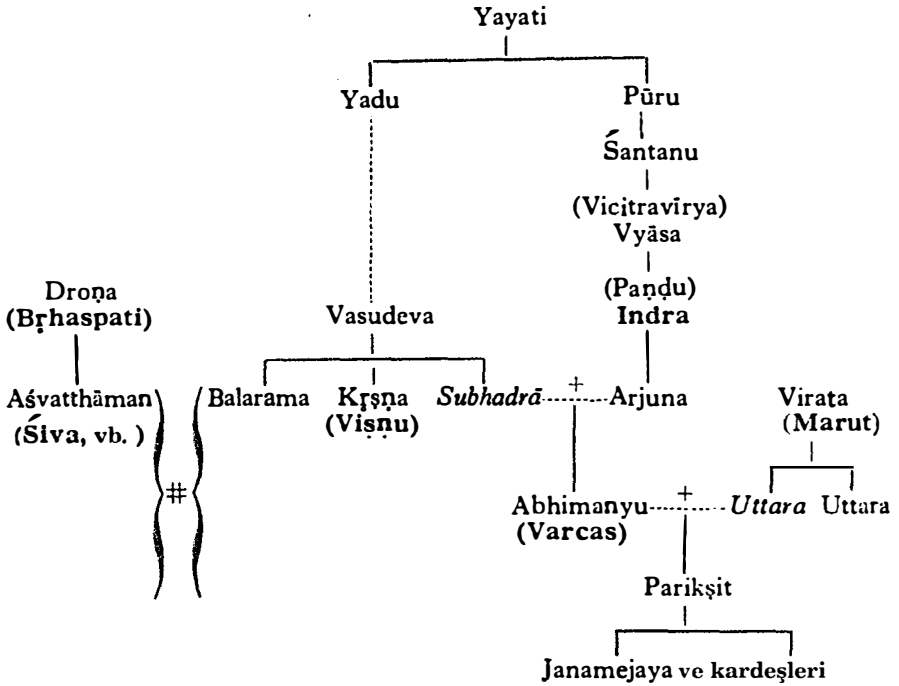 Yayati
Yadu Pūru
Śantanu
(Vicitravīrya)
Vyāsa
Droṇa
(Bṛhaspati)
Vasudeva
(Paṇḍu)
Indra
Aśvatthāman
(Śiva, vb. )
Balarama Kṛṣṇa Subhadrā + Arjuna
(Viṣṇu)
Virata
(Marut)
#
Abhimanyu + Uttara Uttara
(Varcas)
Parikşit
Janamejaya ve kardeşleri